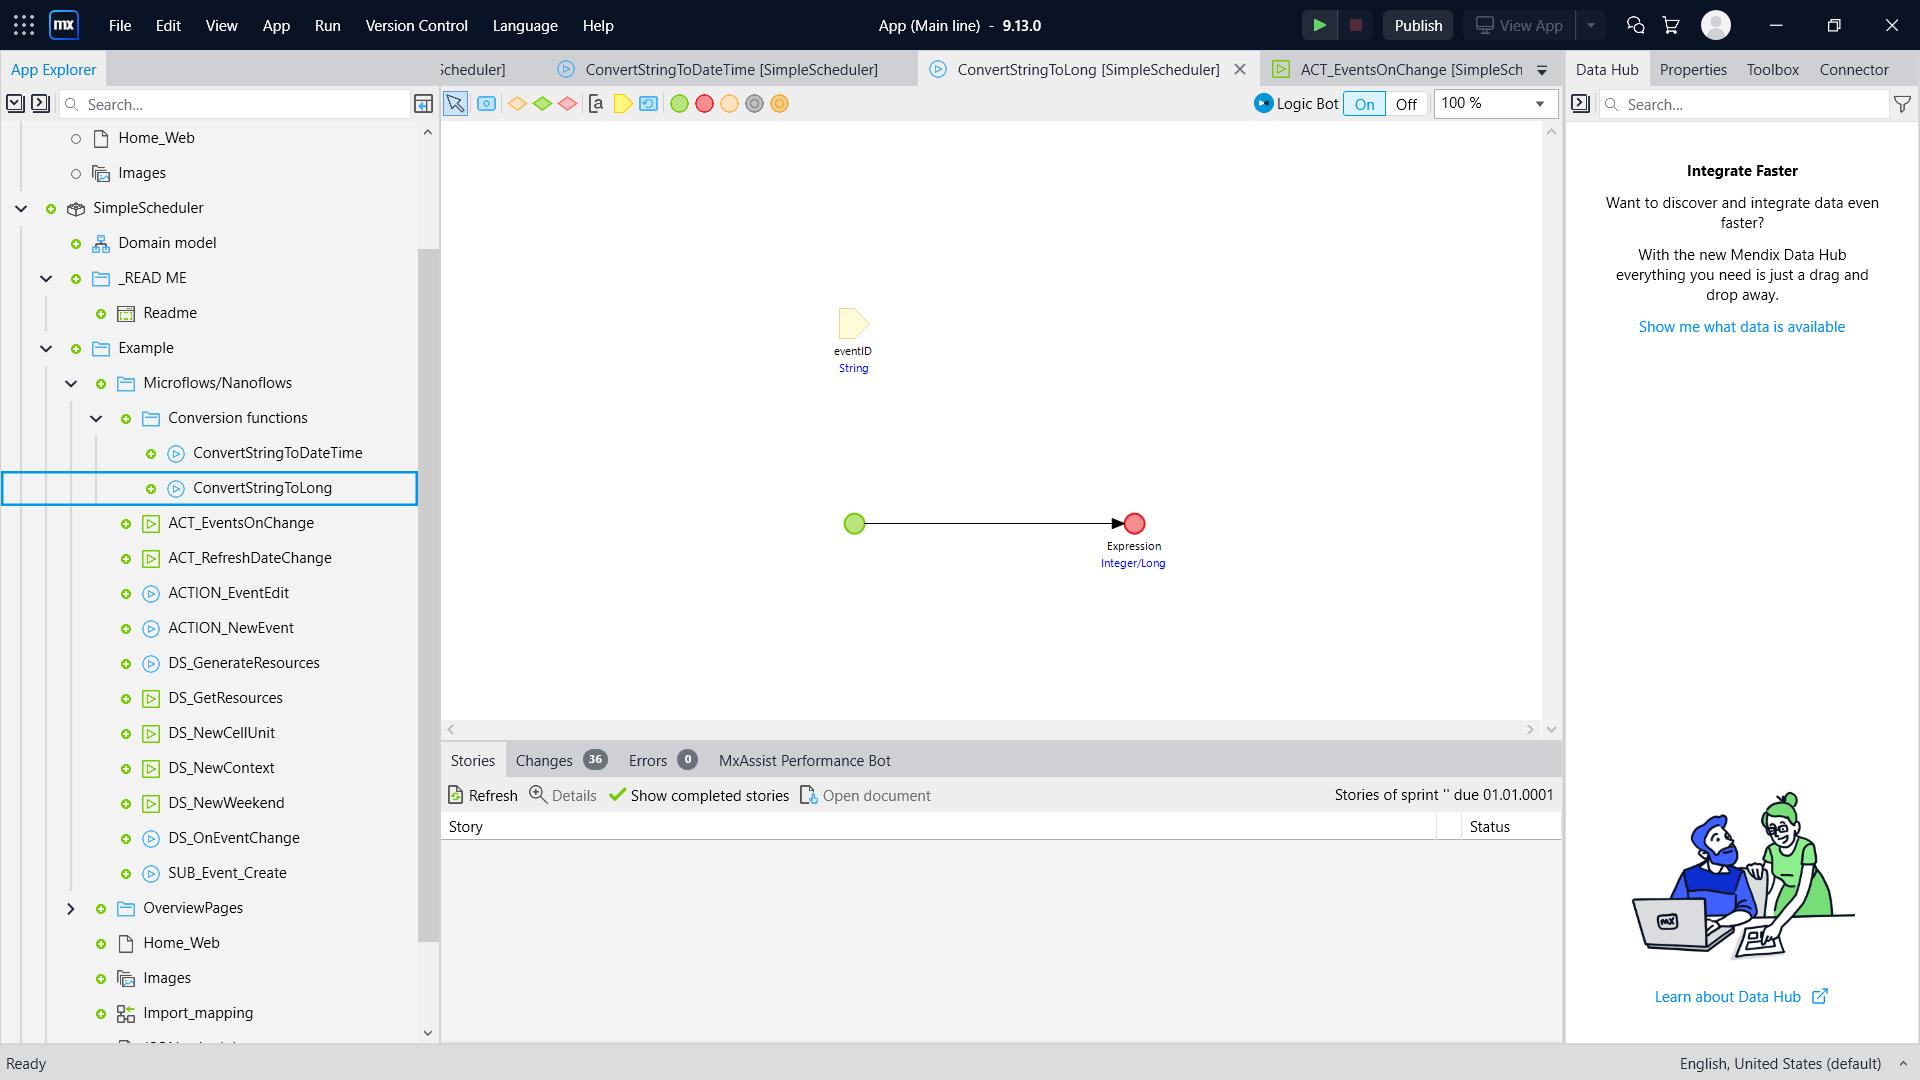 mx File Edit View App Run Version Control Language Help App (Main line) - 9.13.0 Publish View App
App Explorer
Search...
Home_Web
Images
SimpleScheduler
Domain model
_READ ME
Readme
Example
Microflows/Nanoflows
Conversion functions
ConvertStringToDateTime
ConvertStringToLong
ACT_EventsOnChange
ACT_RefreshDateChange
ACTION_EventEdit
ACTION_NewEvent
DS_GenerateResources
DS_GetResources
DS_NewCellUnit
DS_NewContext
DS_NewWeekend
DS_OnEventChange
SUB_Event_Create
OverviewPages
Home_Web
Images
Import_mapping
Scheduler] ConvertStringToDateTime [SimpleScheduler] ConvertStringToLong [SimpleScheduler] ACT_EventsOnChange [SimpleSch
Logic Bot On Off 100 %
eventID
String
Expression
Integer/Long
Stories Changes 36 Errors 0 MxAssist Performance Bot
Refresh Details Show completed stories Open document Stories of sprint '' due 01.01.0001
Story Status
Data Hub Properties Toolbox Connector
Search...
Integrate Faster
Want to discover and integrate data even
faster?
With the new Mendix Data Hub
everything you need is just a drag and
drop away.
Show me what data is available
mx
Learn about Data Hub
Ready English, United States (default)